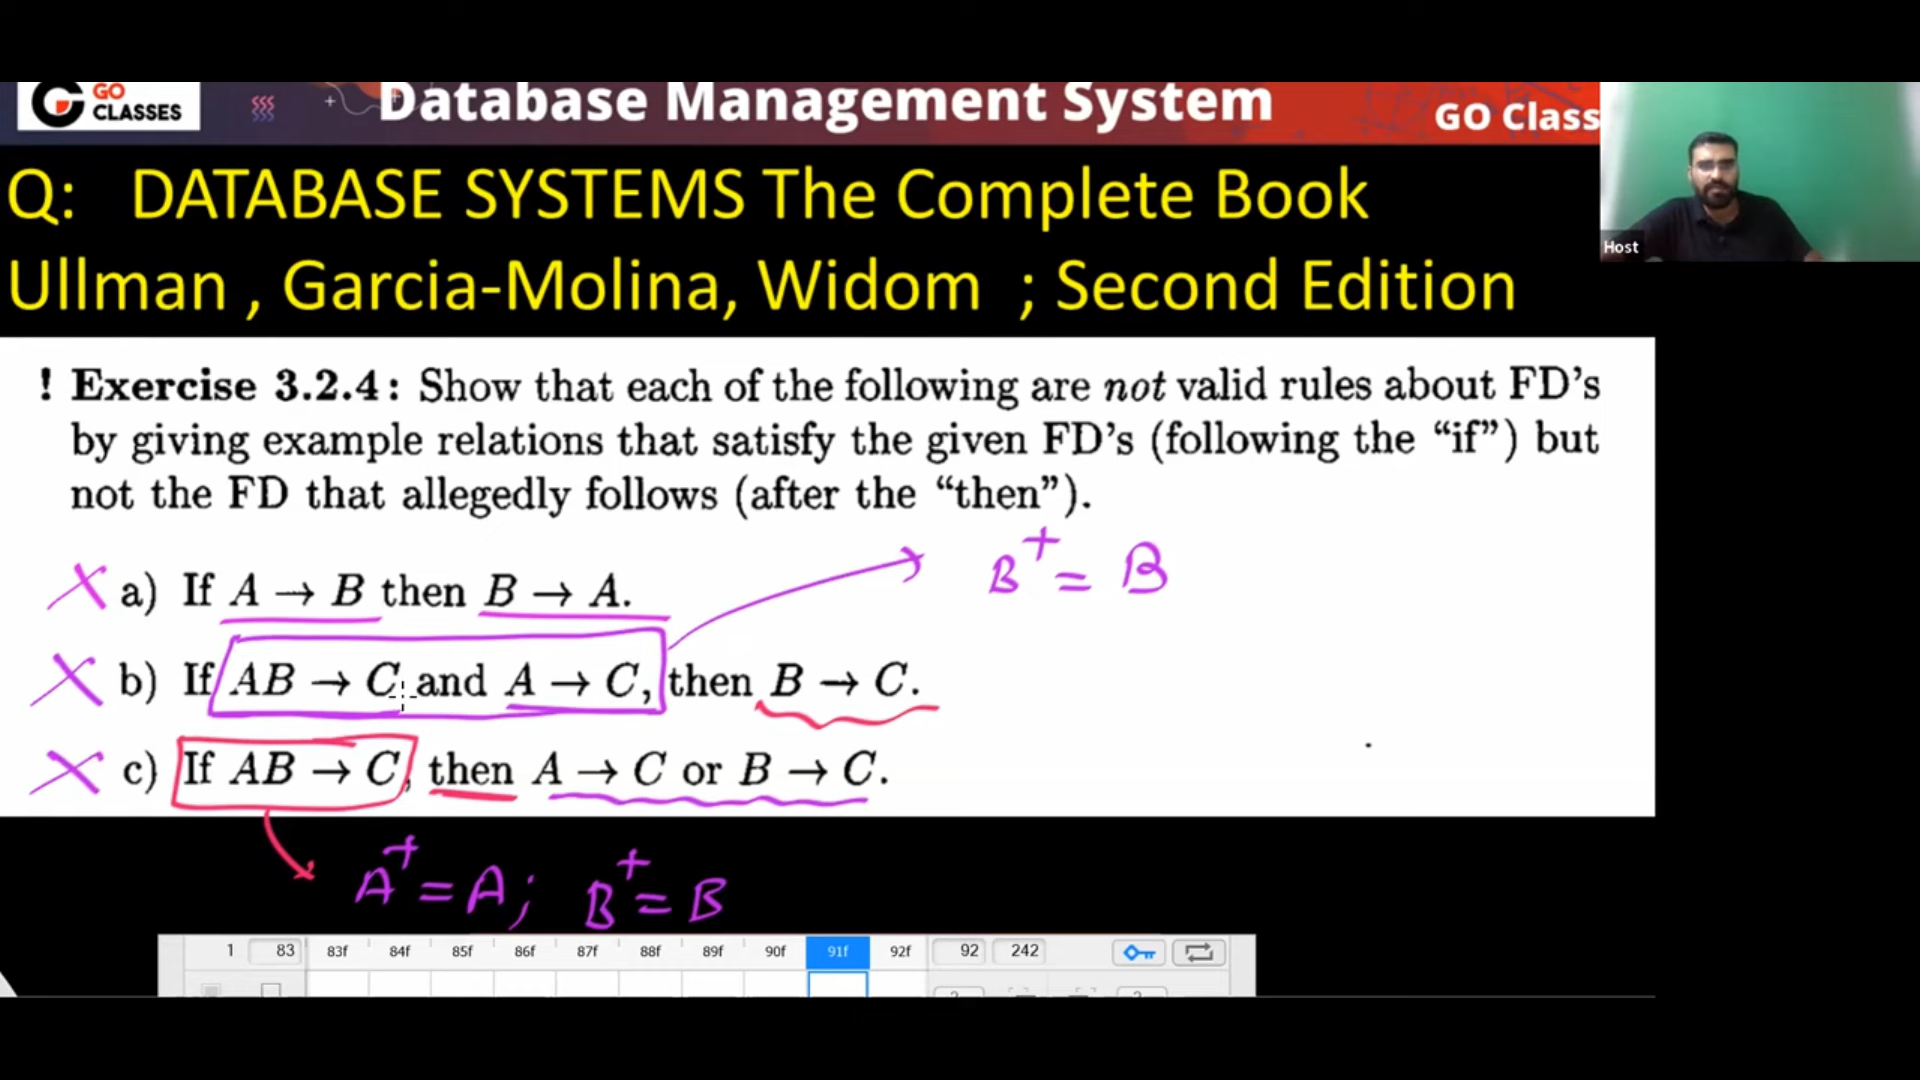 GO CLASSES
Database Management System
GO Class
Host
Q: DATABASE SYSTEMS The Complete Book
Ullman , Garcia-Molina, Widom ; Second Edition
! Exercise 3.2.4: Show that each of the following are not valid rules about FD's
by giving example relations that satisfy the given FD's (following the “if”) but
not the FD that allegedly follows (after the “then”).
B⁺ = B
a) If A → B then B → A.
b) If AB → C and A → C, then B → C.
c) If AB → C, then A → C or B → C.
A⁺ = A; B⁺ = B
1 83 83f 84f 85f 86f 87f 88f 89f 90f 91f 92f 92 242